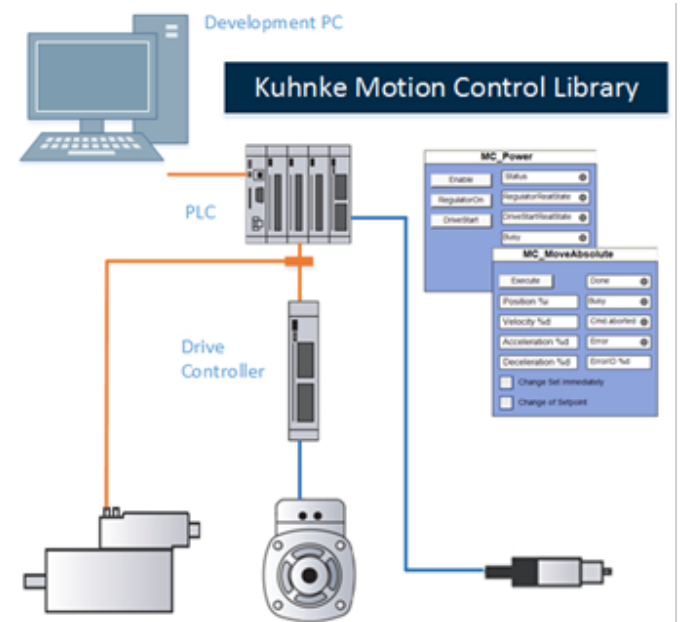 Development PC
Kuhnke Motion Control Library
PLC
MC_Power
Enable
Status
RegulatorOn
RegulatorRealState
DriveStart
DriveStartRealState
Busy
MC_MoveAbsolute
Execute
Done
Position %i
Busy
Velocity %d
Cmd.aborted
Acceleration %d
Error
Deceleration %d
ErrorID %d
Change Set Immediately
Change of Setpoint
Drive
Controller